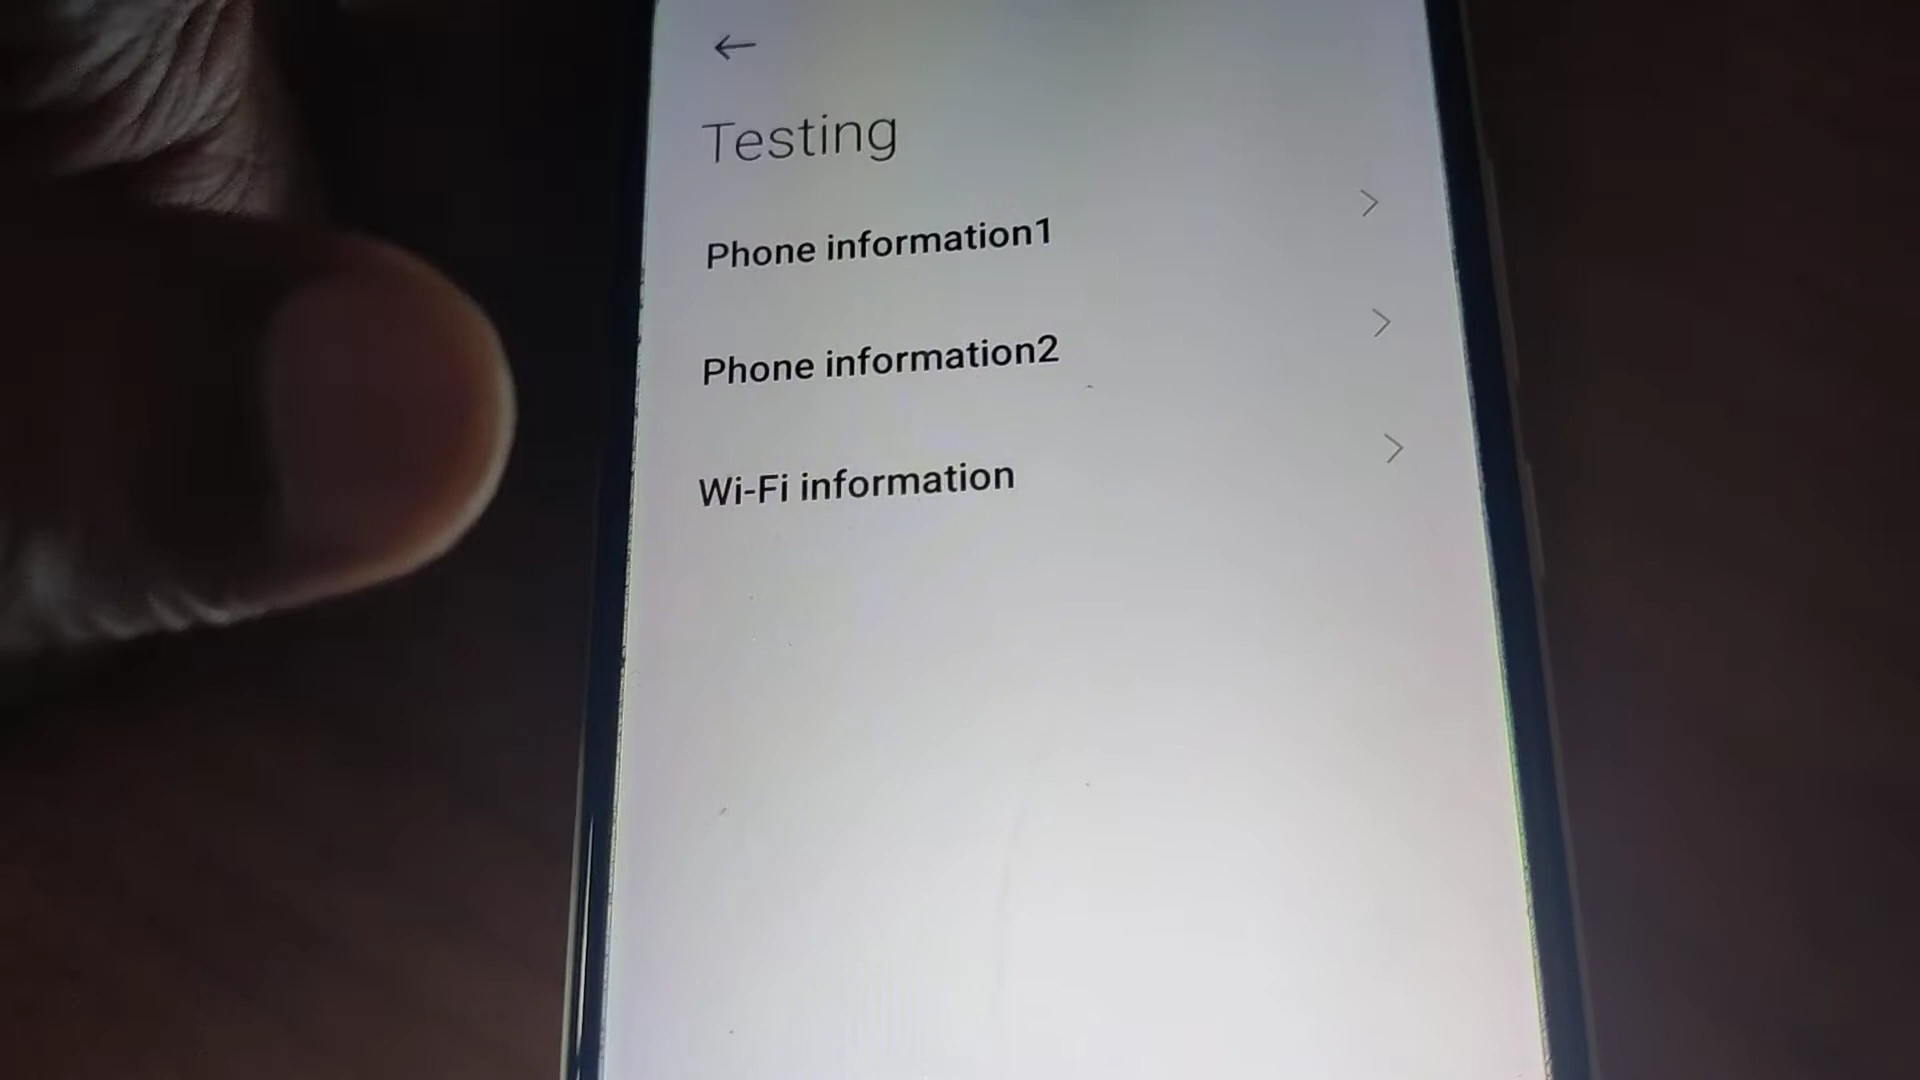 Testing
Phone information1
Phone information2
Wi-Fi information